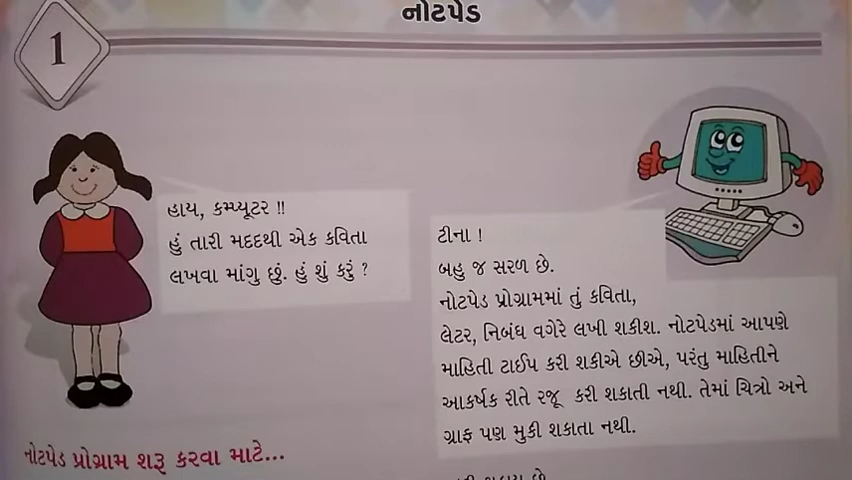 નોટપેડ
1
હાય, કમ્પ્યૂટર !!
હું તારી મદદથી એક કવિતા
લખવા માંગુ છું. હું શું કરું ?
ટીના !
બહુ જ સરળ છે.
નોટપેડ પ્રોગ્રામમાં તું કવિતા,
લેટર, નિબંધ વગેરે લખી શકીશ. નોટપેડમાં આપણે
માહિતી ટાઈપ કરી શકીએ છીએ, પરંતુ માહિતીને
આકર્ષક રીતે રજૂ કરી શકાતી નથી. તેમાં ચિત્રો અને
ગ્રાફ પણ મુકી શકાતા નથી.
નોટપેડ પ્રોગ્રામ શરૂ કરવા માટે...